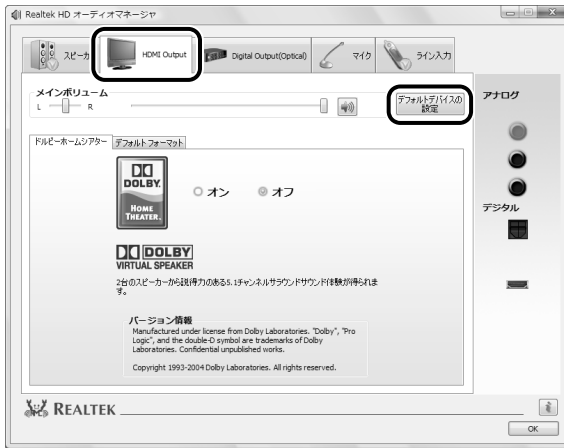 Realtek HD オーディオマネージャ
スピーカ
HDMI Output
Digital Output(Optical)
マイク
ライン入力
メインボリューム
L
R
デフォルトデバイスの
設定
アナログ
ドルビーホームシアター
デフォルトフォーマット
DOLBY
HOME
THEATER
オン
オフ
デジタル
DOLBY
VIRTUAL SPEAKER
2台のスピーカーから説得力のある5.1チャンネルサラウンドサウンド体験が得られま
す。
バージョン情報
Manufactured under license from Dolby Laboratories. "Dolby", "Pro
Logic", and the double-D symbol are trademarks of Dolby
Laboratories. Confidential unpublished works.
Copyright 1993-2004 Dolby Laboratories. All rights reserved.
REALTEK
i
OK